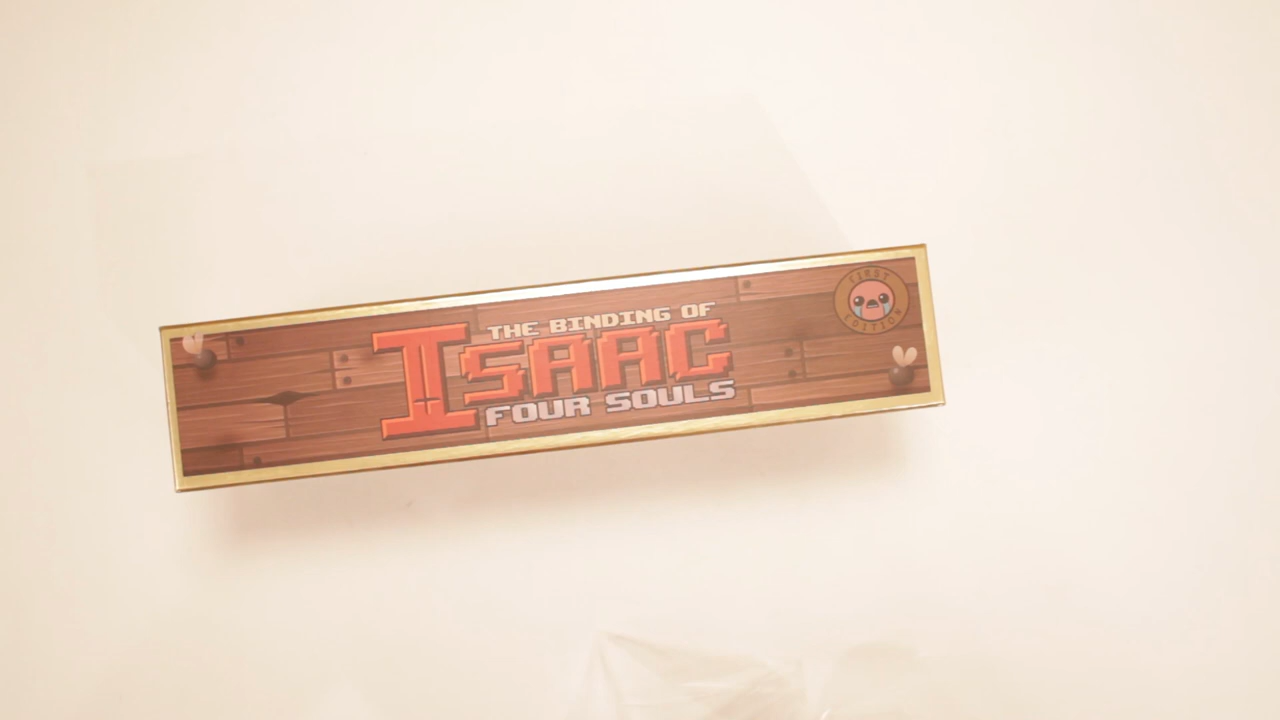 THE BINDING OF
ISAAC
FOUR SOULS
FIRST
EDITION